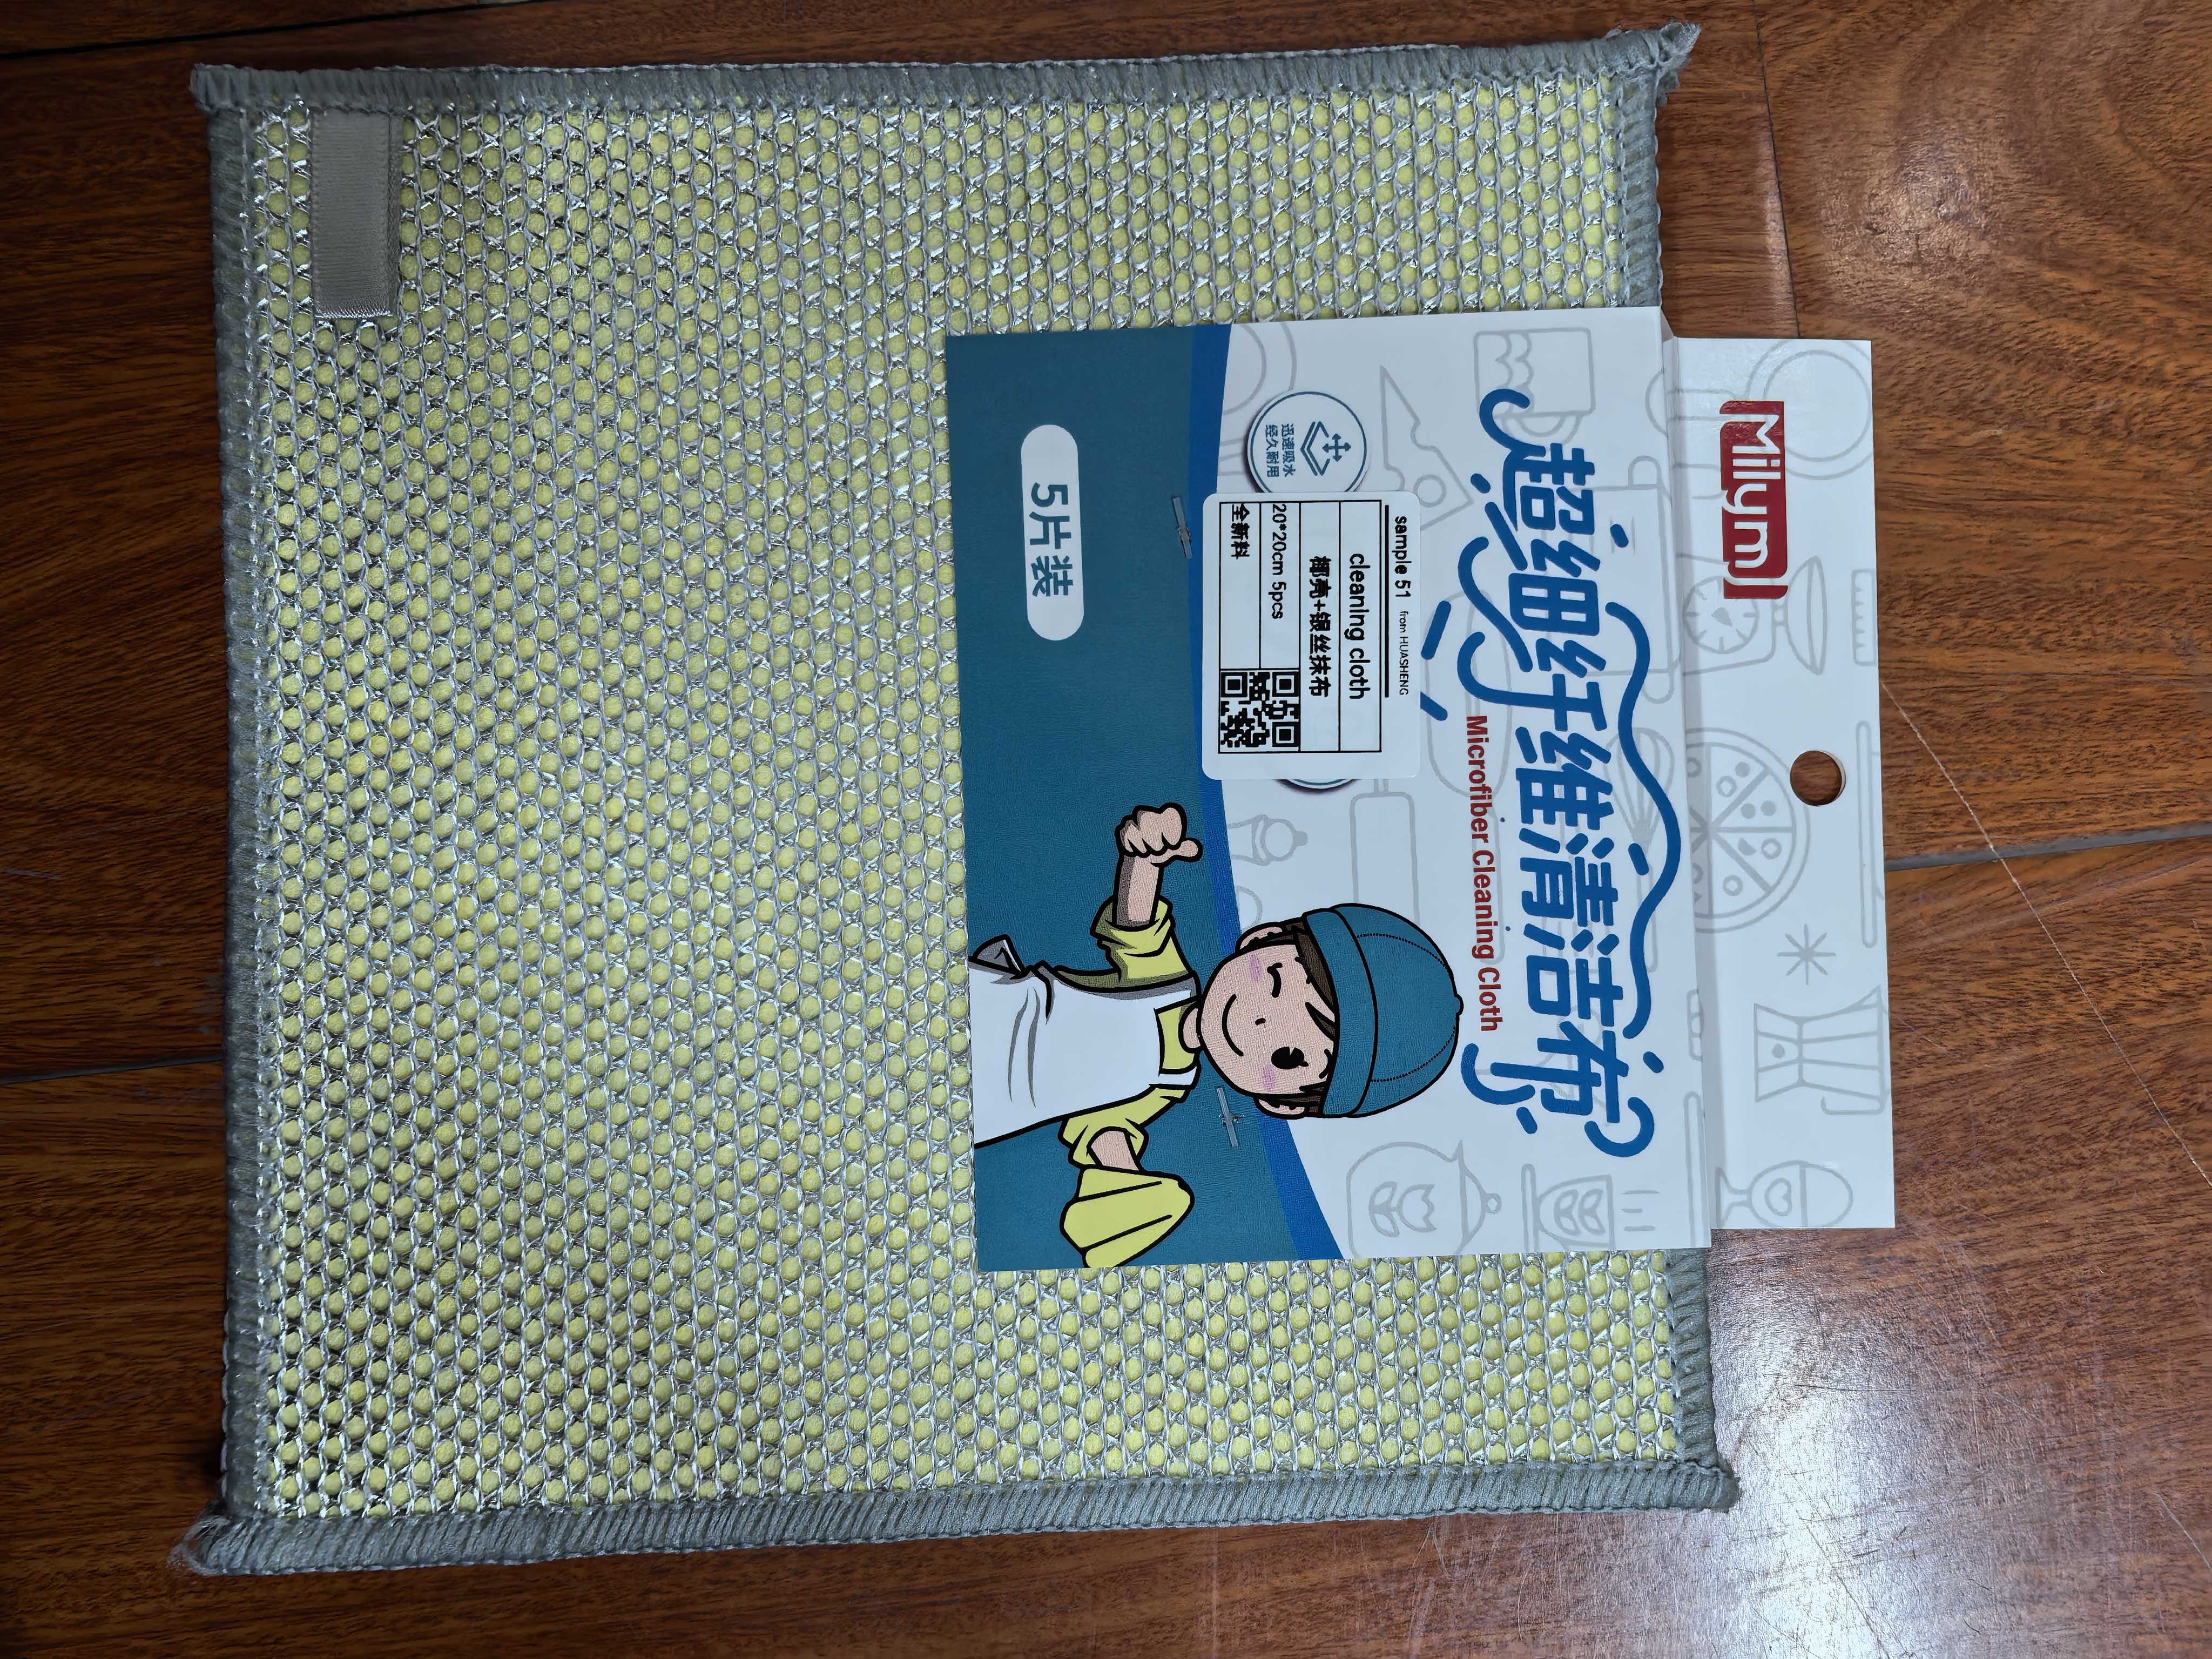 Milyml
超细纤维清洁布
Microfiber Cleaning Cloth
迅速吸水
经久耐用
sample 51 from HUASHENG
cleaning cloth
椰壳+银丝抹布
20*20cm 5pcs
全新料
5片装